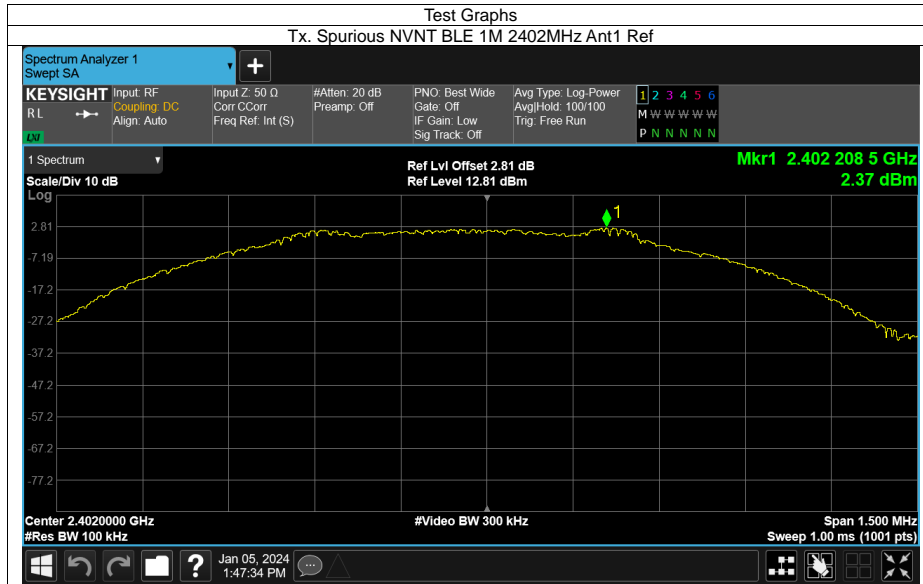 Test Graphs
Tx. Spurious NVNT BLE 1M 2402MHz Ant1 Ref
Spectrum Analyzer 1
Swept SA
+
KEYSIGHT
R L
LXI
Input: RF
Coupling: DC
Align: Auto
Input Z: 50 Ω
Corr CCorr
Freq Ref: Int (S)
#Atten: 20 dB
Preamp: Off
PNO: Best Wide
Gate: Off
IF Gain: Low
Sig Track: Off
Avg Type: Log-Power
Avg|Hold: 100/100
Trig: Free Run
1 2 3 4 5 6
M W W W W W W
P N N N N N
1 Spectrum
Scale/Div 10 dB
Ref Lvl Offset 2.81 dB
Ref Level 12.81 dBm
Mkr1 2.402 208 5 GHz
2.37 dBm
Log
2.81
-7.19
-17.2
-27.2
-37.2
-47.2
-57.2
-67.2
-77.2
1
Center 2.4020000 GHz
#Res BW 100 kHz
#Video BW 300 kHz
Span 1.500 MHz
Sweep 1.00 ms (1001 pts)
?
Jan 05, 2024
1:47:34 PM